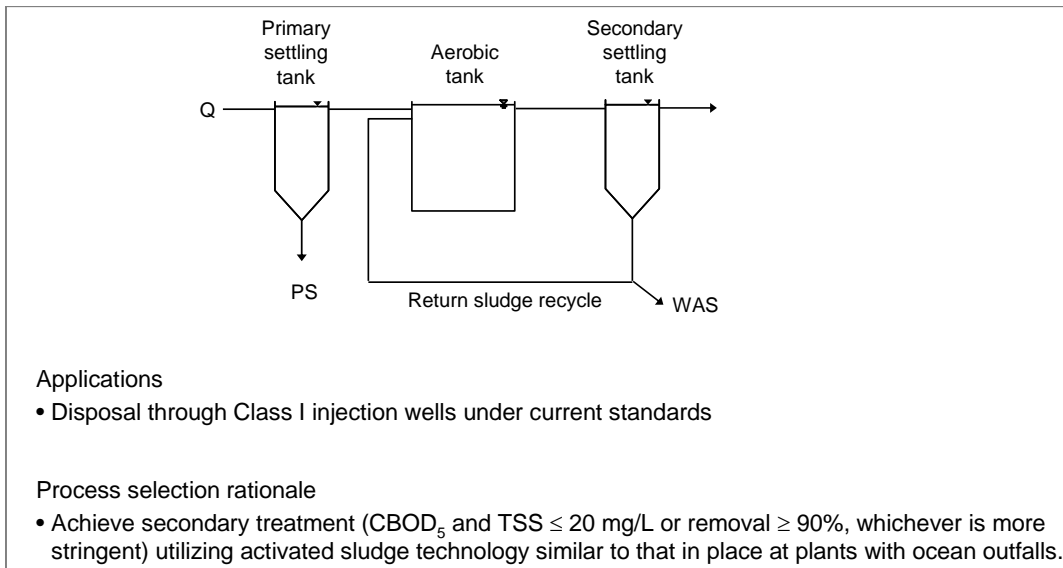 Primary
settling
tank
Aerobic
tank
Secondary
settling
tank
Q
PS
Return sludge recycle
WAS
Applications
• Disposal through Class I injection wells under current standards
Process selection rationale
• Achieve secondary treatment (CBOD5 and TSS ≤ 20 mg/L or removal ≥ 90%, whichever is more
stringent) utilizing activated sludge technology similar to that in place at plants with ocean outfalls.